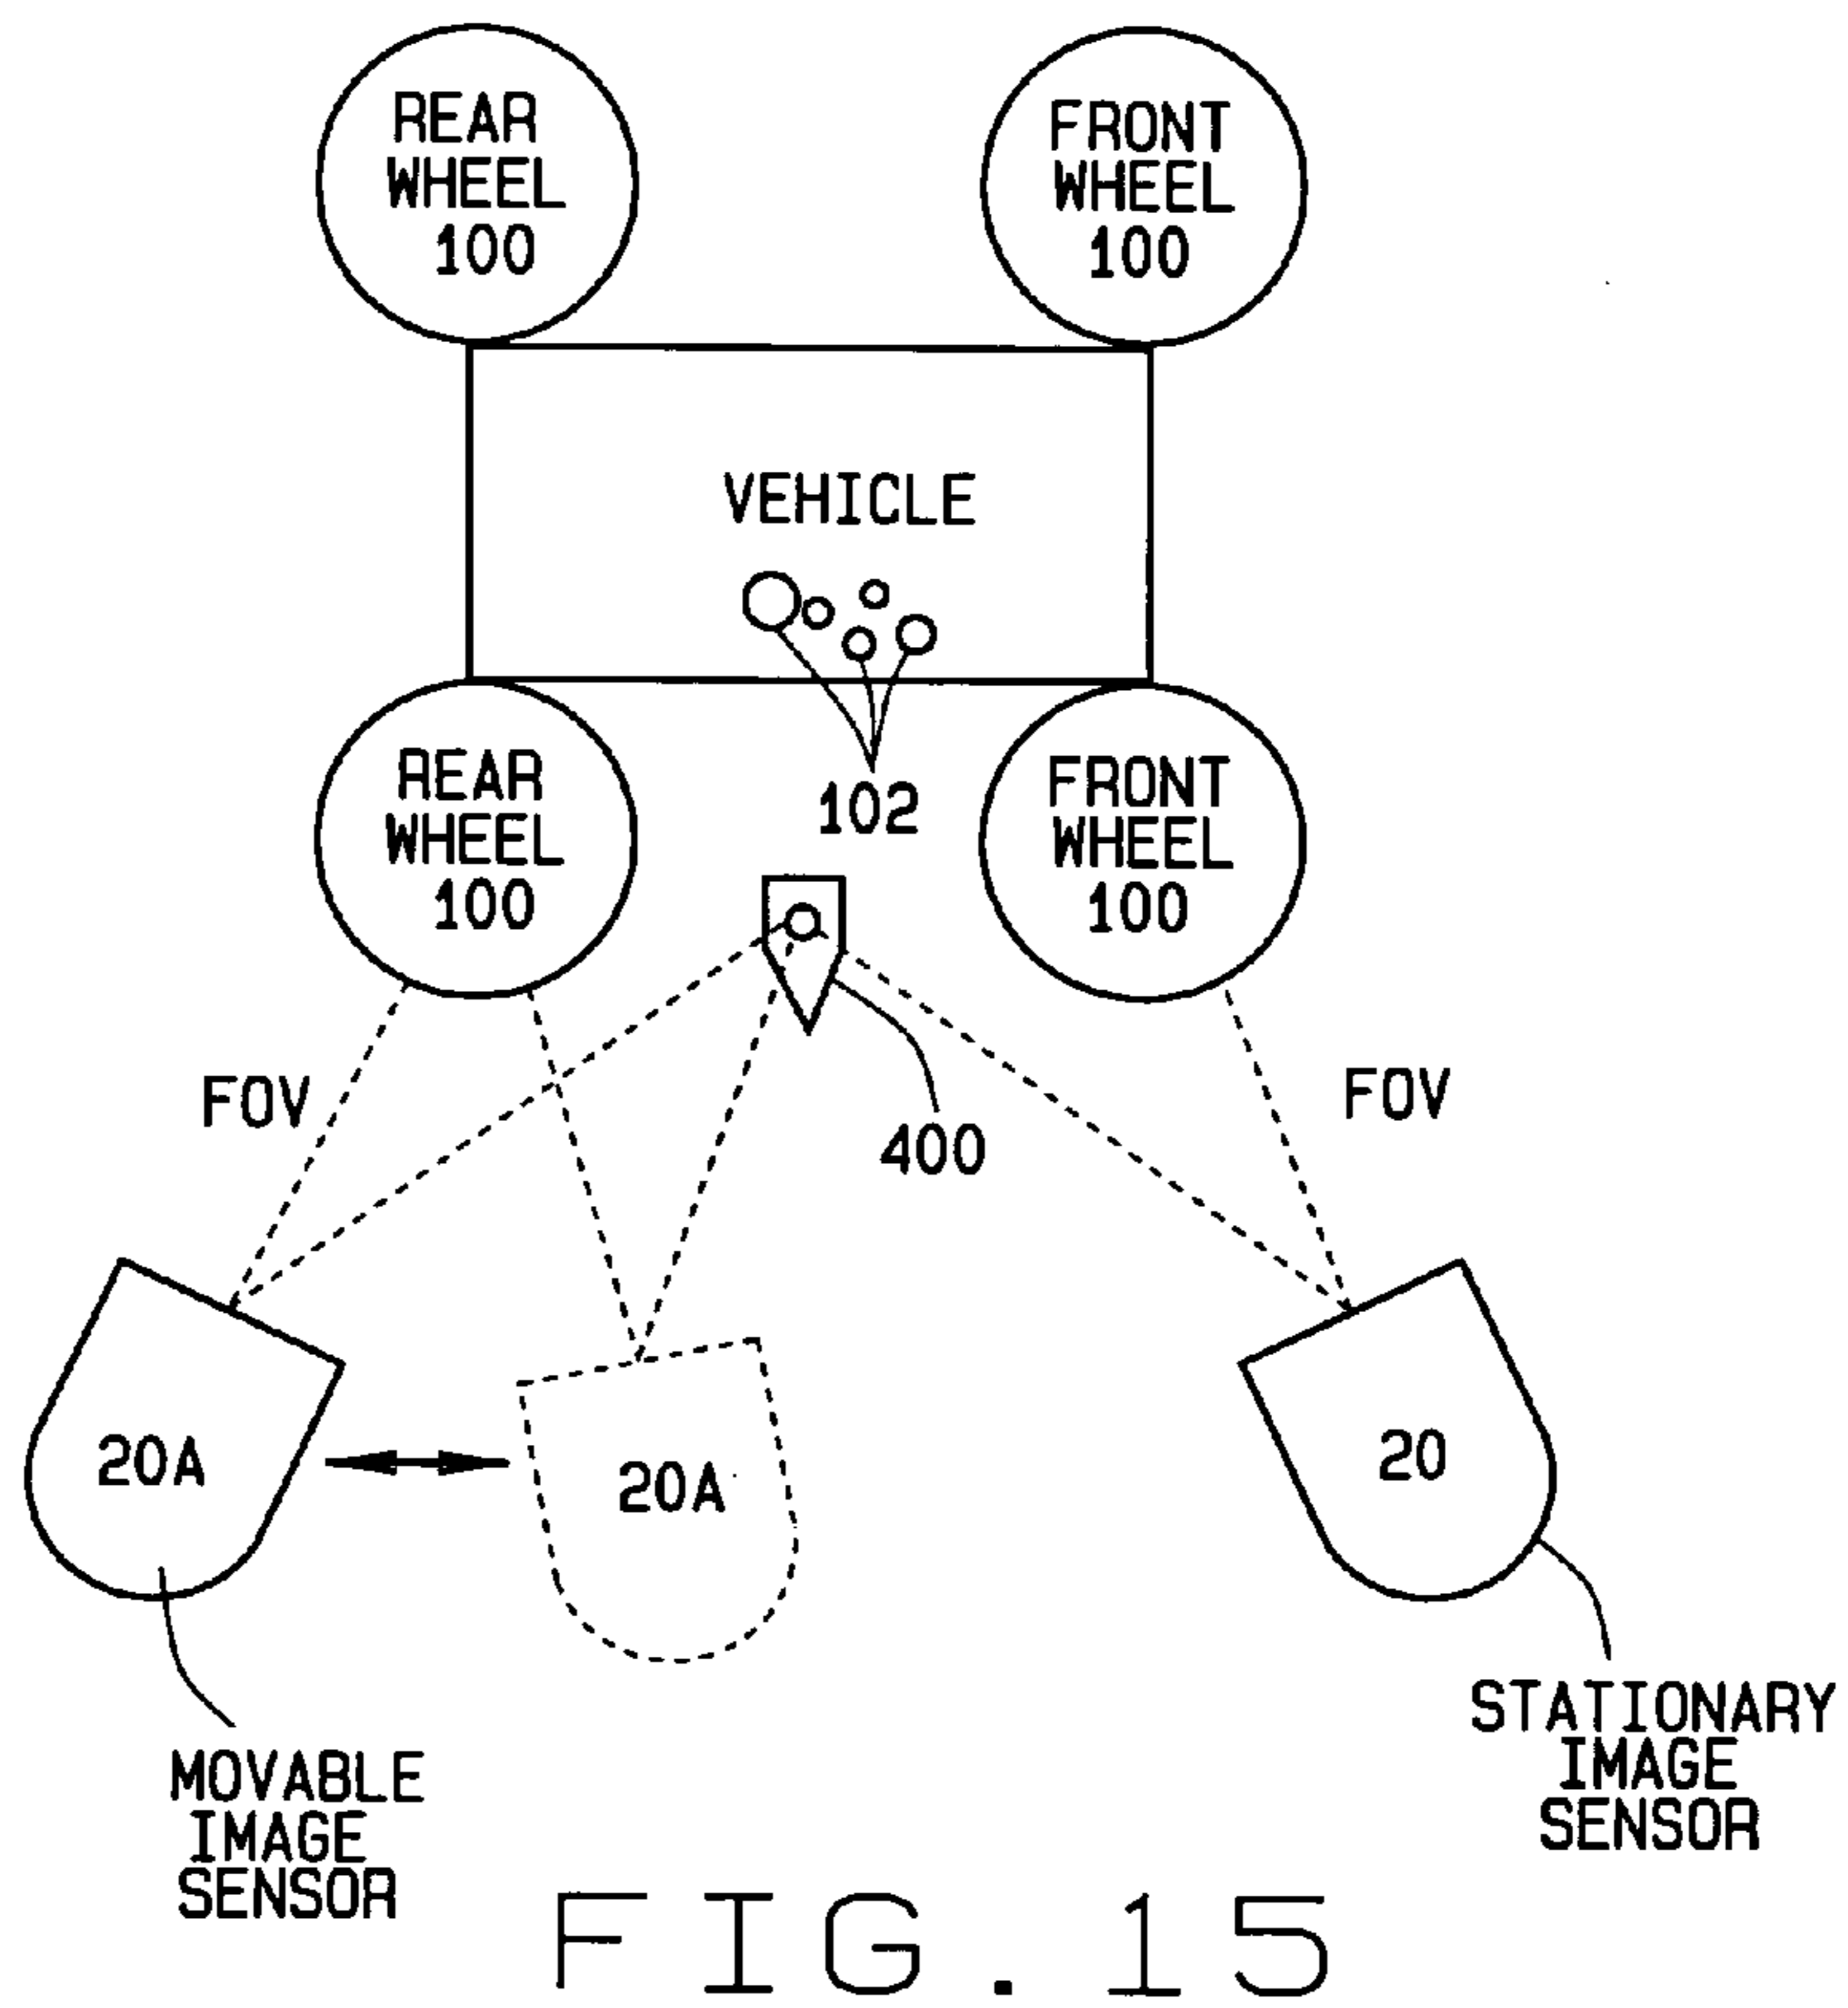 REAR
WHEEL
100
FRONT
WHEEL
100
VEHICLE
102
REAR
WHEEL
100
FRONT
WHEEL
100
FOV
400
FOV
20A
20A
20
MOVABLE
IMAGE
SENSOR
STATIONARY
IMAGE
SENSOR
FIG. 15